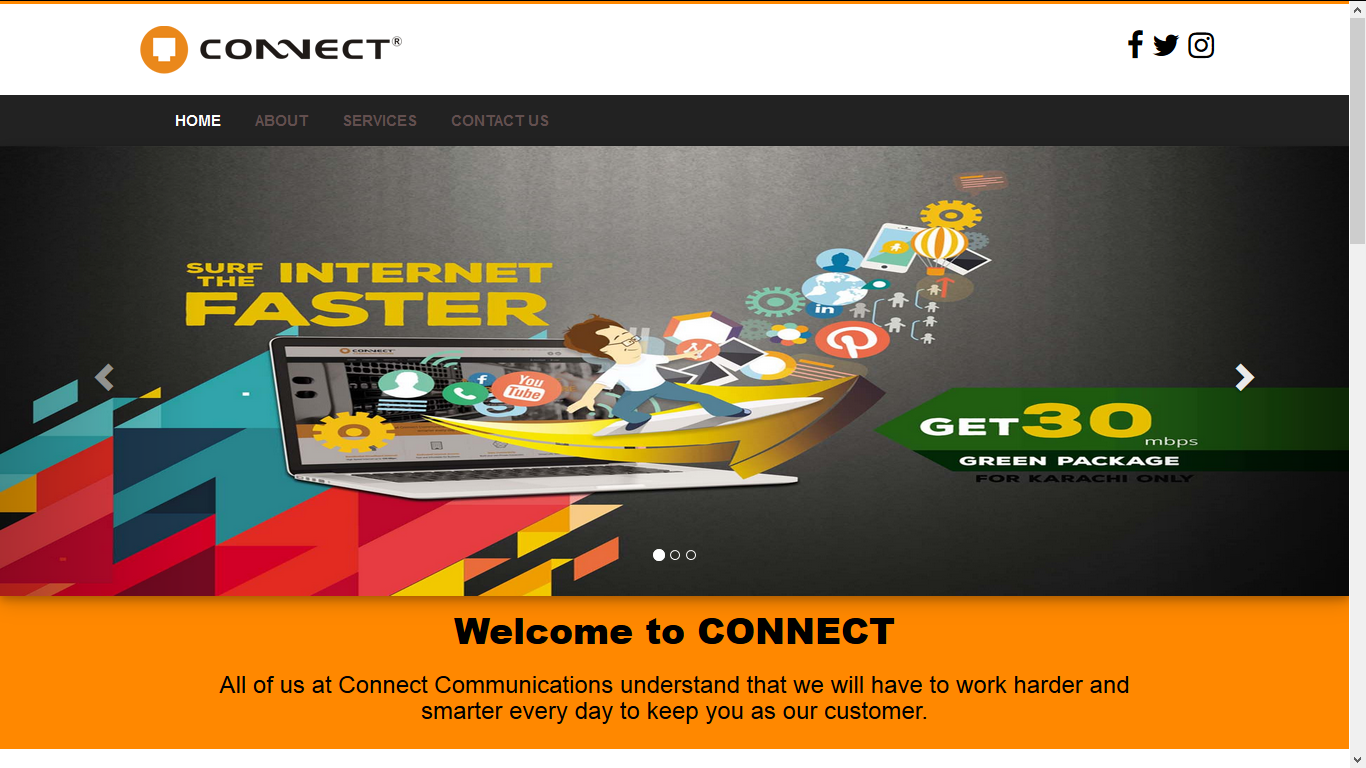 CONNECT®
HOME ABOUT SERVICES CONTACT US
SURF THE INTERNET
FASTER
CONNECT
You
Tube
f
in
GET 30
mbps
GREEN PACKAGE
FOR KARACHI ONLY
Welcome to CONNECT
All of us at Connect Communications understand that we will have to work harder and
smarter every day to keep you as our customer.